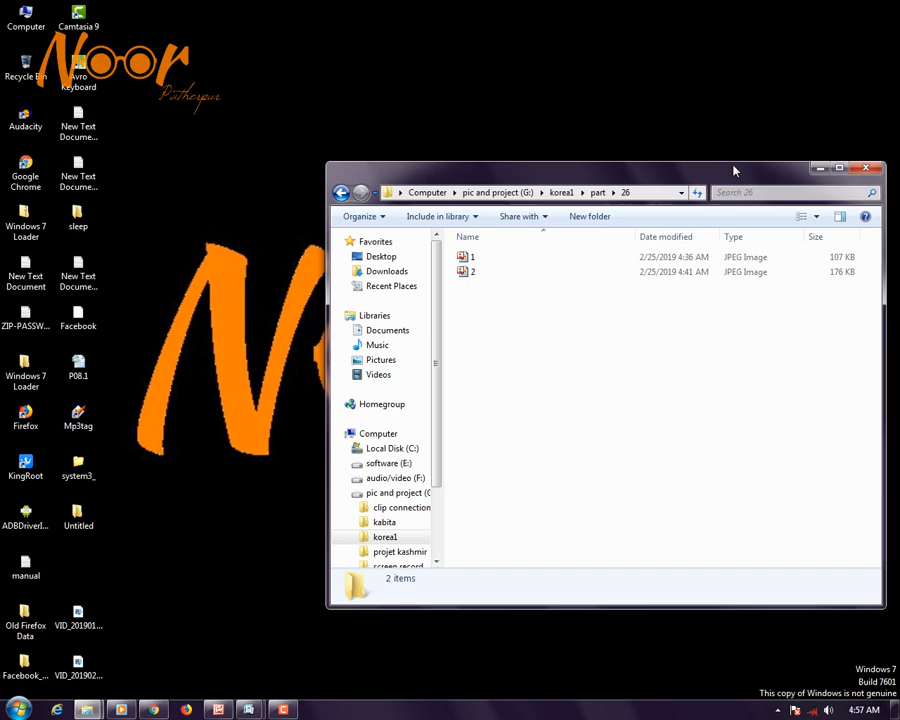 Computer
Camtasia 9
Noor
Patherpur
Recycle Bin
Avro
Keyboard
Audacity
New Text
Docume...
Google
Chrome
New Text
Docume...
Windows 7
Loader
sleep
New Text
Document
New Text
Docume...
ZIP-PASSW...
Facebook
Windows 7
Loader
P08.1
Firefox
Mp3tag
KingRoot
system3_
ADBDriverI...
Untitled
manual
Old Firefox
Data
VID_201901...
Facebook_...
VID_201902...
Computer
pic and project (G:)
korea1
part
26
Search 26
Organize
Include in library
Share with
New folder
Name
Date modified
Type
Size
1
2/25/2019 4:36 AM
JPEG Image
107 KB
2
2/25/2019 4:41 AM
JPEG Image
176 KB
Favorites
Desktop
Downloads
Recent Places
Libraries
Documents
Music
Pictures
Videos
Homegroup
Computer
Local Disk (C:)
software (E:)
audio/video (F:)
pic and project (G
clip connection
kabita
korea1
projet kashmir
screen record
2 items
Windows 7
Build 7601
This copy of Windows is not genuine
4:57 AM